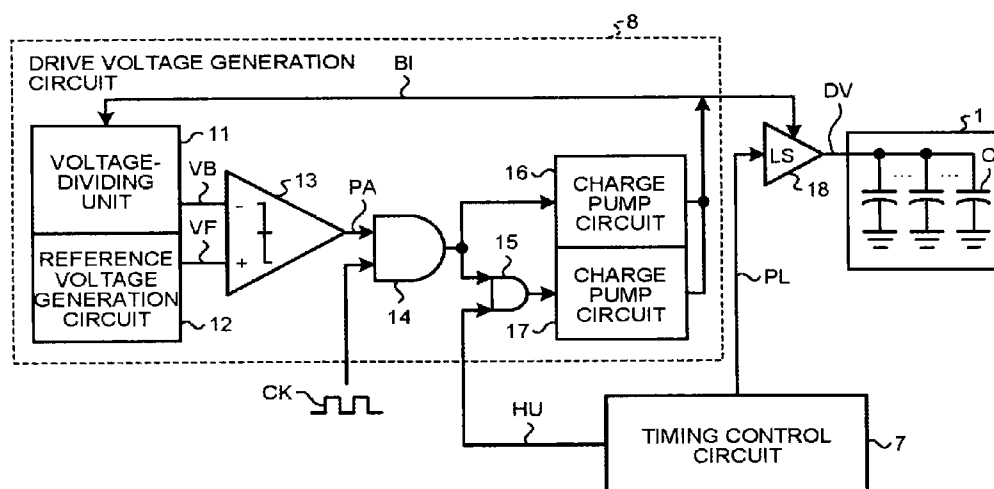 8
DRIVE VOLTAGE GENERATION
CIRCUIT
BI
DV
1
11
VOLTAGE-
DIVIDING
UNIT
VB
13
PA
16
CHARGE
PUMP
CIRCUIT
LS
18
C
...
...
-
VF
+
REFERENCE
VOLTAGE
GENERATION
CIRCUIT
12
14
15
CHARGE
PUMP
CIRCUIT
17
PL
CK
HU
TIMING CONTROL
CIRCUIT
7